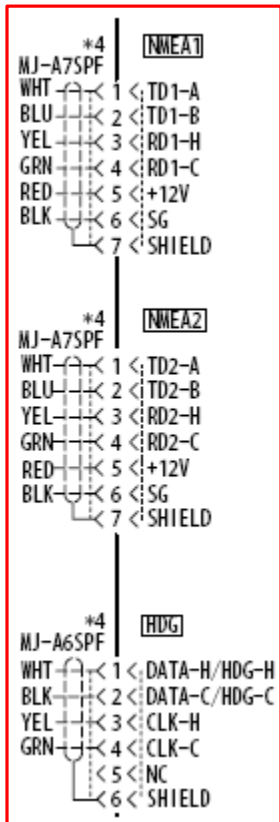 *4 NMEA1
MJ-A7SPF
WHT 1 TD1-A
BLU 2 TD1-B
YEL 3 RD1-H
GRN 4 RD1-C
RED 5 +12V
BLK 6 SG
7 SHIELD
*4 NMEA2
MJ-A7SPF
WHT 1 TD2-A
BLU 2 TD2-B
YEL 3 RD2-H
GRN 4 RD2-C
RED 5 +12V
BLK 6 SG
7 SHIELD
*4 HDG
MJ-A6SPF
WHT 1 DATA-H/HDG-H
BLK 2 DATA-C/HDG-C
YEL 3 CLK-H
GRN 4 CLK-C
5 NC
6 SHIELD